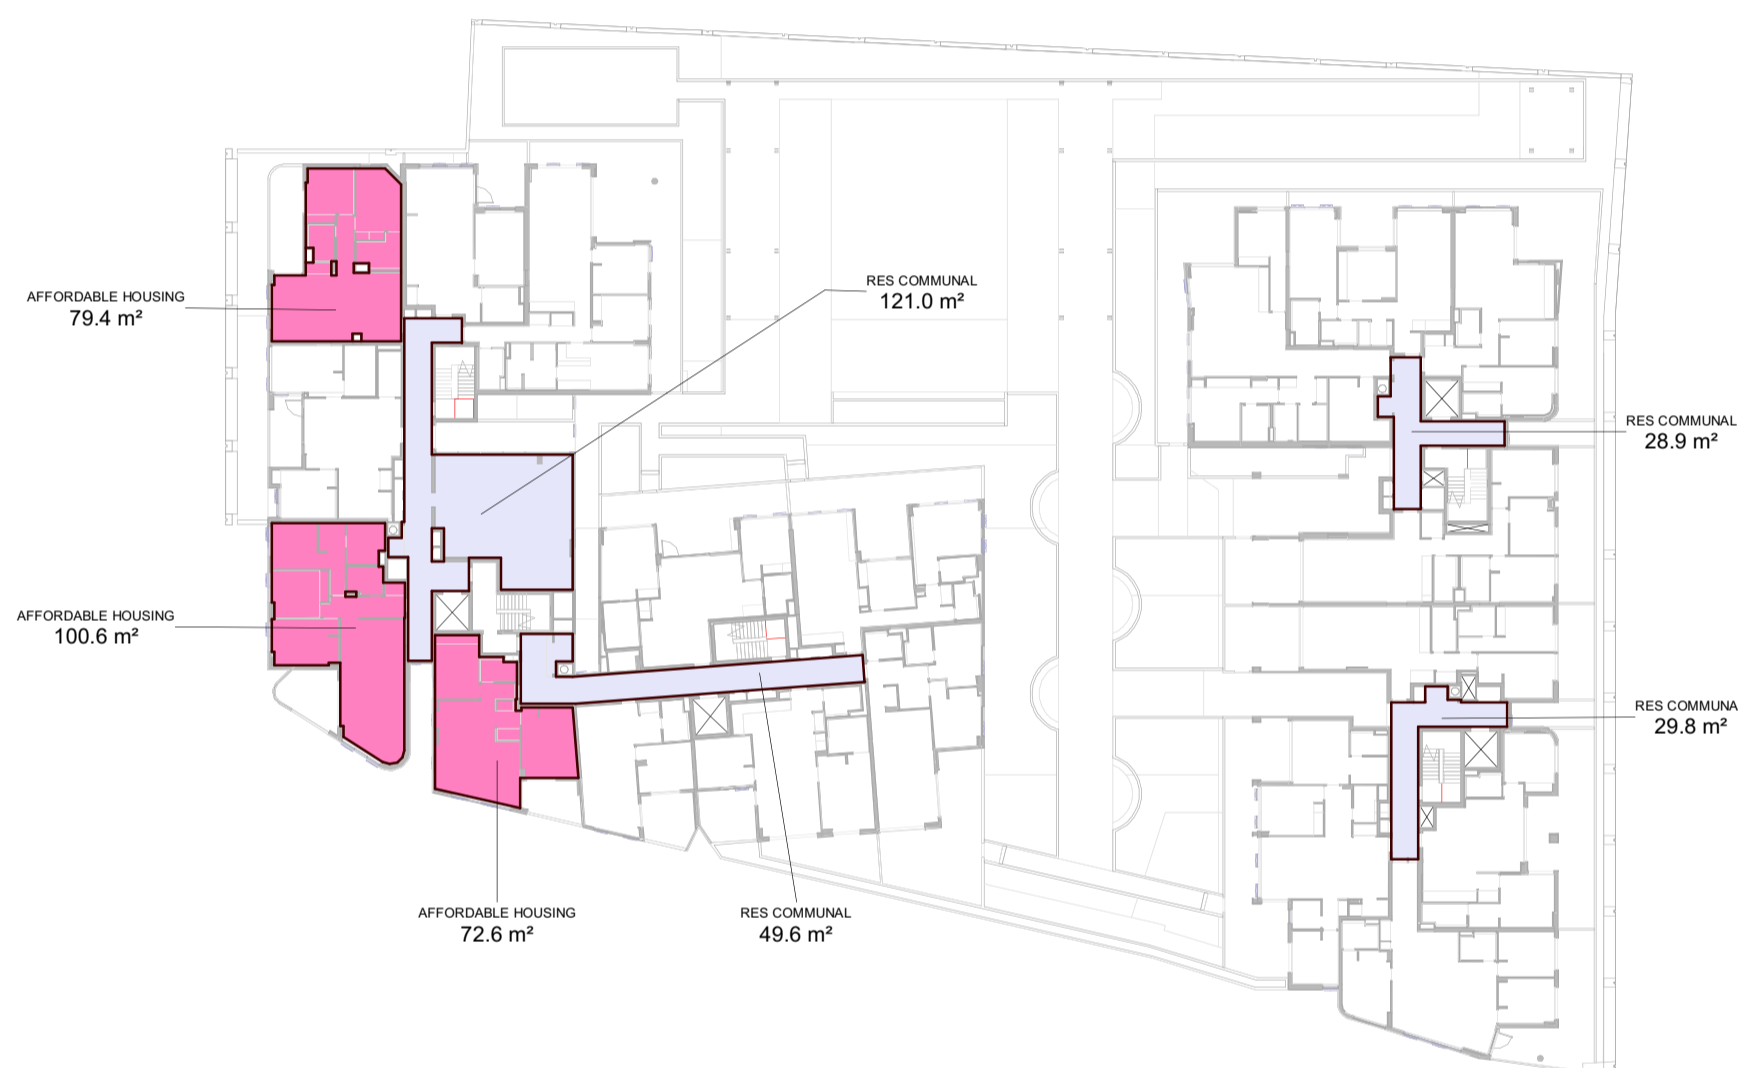 RES COMMUNAL
121.0 m²
AFFORDABLE HOUSING
79.4 m²
RES COMMUNAL
28.9 m²
AFFORDABLE HOUSING
100.6 m²
RES COMMUNA
29.8 m²
AFFORDABLE HOUSING
72.6 m²
RES COMMUNAL
49.6 m²